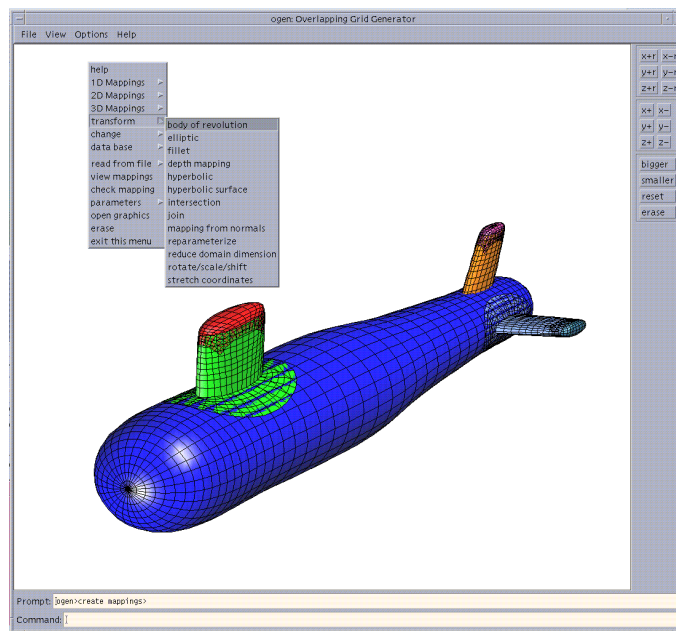 ogen: Overlapping Grid Generator
File View Options Help
help
1D Mappings
2D Mappings
3D Mappings
transform
change
data base
read from file
view mappings
check mapping
parameters
open graphics
erase
exit this menu
body of revolution
elliptic
fillet
depth mapping
hyperbolic
hyperbolic surface
intersection
join
mapping from normals
reparameterize
reduce domain dimension
rotate/scale/shift
stretch coordinates
x+r x-r
y+r y-r
z+r z-r
x+ x-
y+ y-
z+ z-
bigger
smaller
reset
erase
Prompt: ogen>create mappings>
Command: